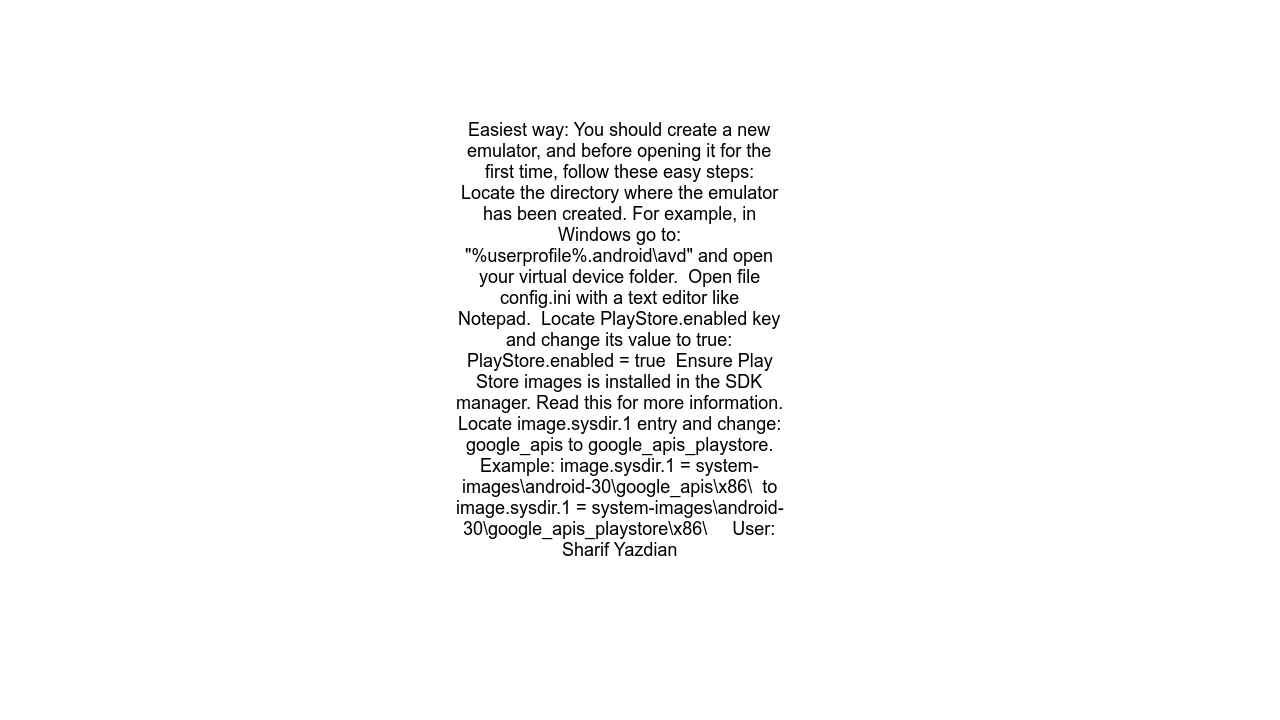 Easiest way: You should create a new
emulator, and before opening it for the
first time, follow these easy steps:
Locate the directory where the emulator
has been created. For example, in
Windows go to:
"%userprofile%.android\avd" and open
your virtual device folder.  Open file
config.ini with a text editor like
Notepad.  Locate PlayStore.enabled key
and change its value to true:
PlayStore.enabled = true  Ensure Play
Store images is installed in the SDK
manager. Read this for more information.
Locate image.sysdir.1 entry and change:
google_apis to google_apis_playstore.
Example: image.sysdir.1 = system-
images\android-30\google_apis\x86\  to
image.sysdir.1 = system-images\android-
30\google_apis_playstore\x86\     User:
Sharif Yazdian